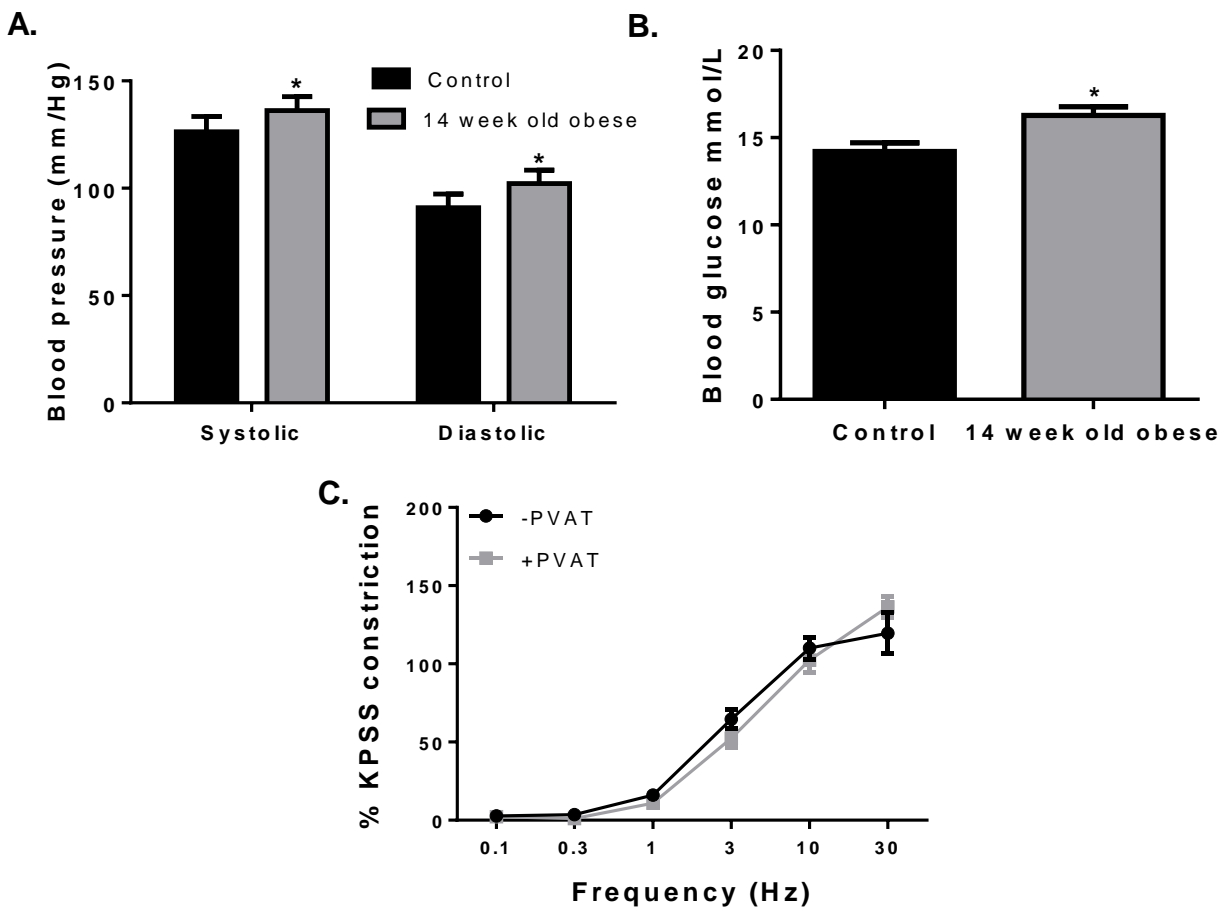 A.
Blood pressure (mm/Hg)
150
100
50
0
*
*
Control
14 week old obese
Systolic
Diastolic
B.
Blood glucose mmol/L
20
15
10
5
0
*
Control
14 week old obese
C.
% KPSS constriction
200
150
100
50
0
-PVAT
+PVAT
0.1
0.3
1
3
10
30
Frequency (Hz)